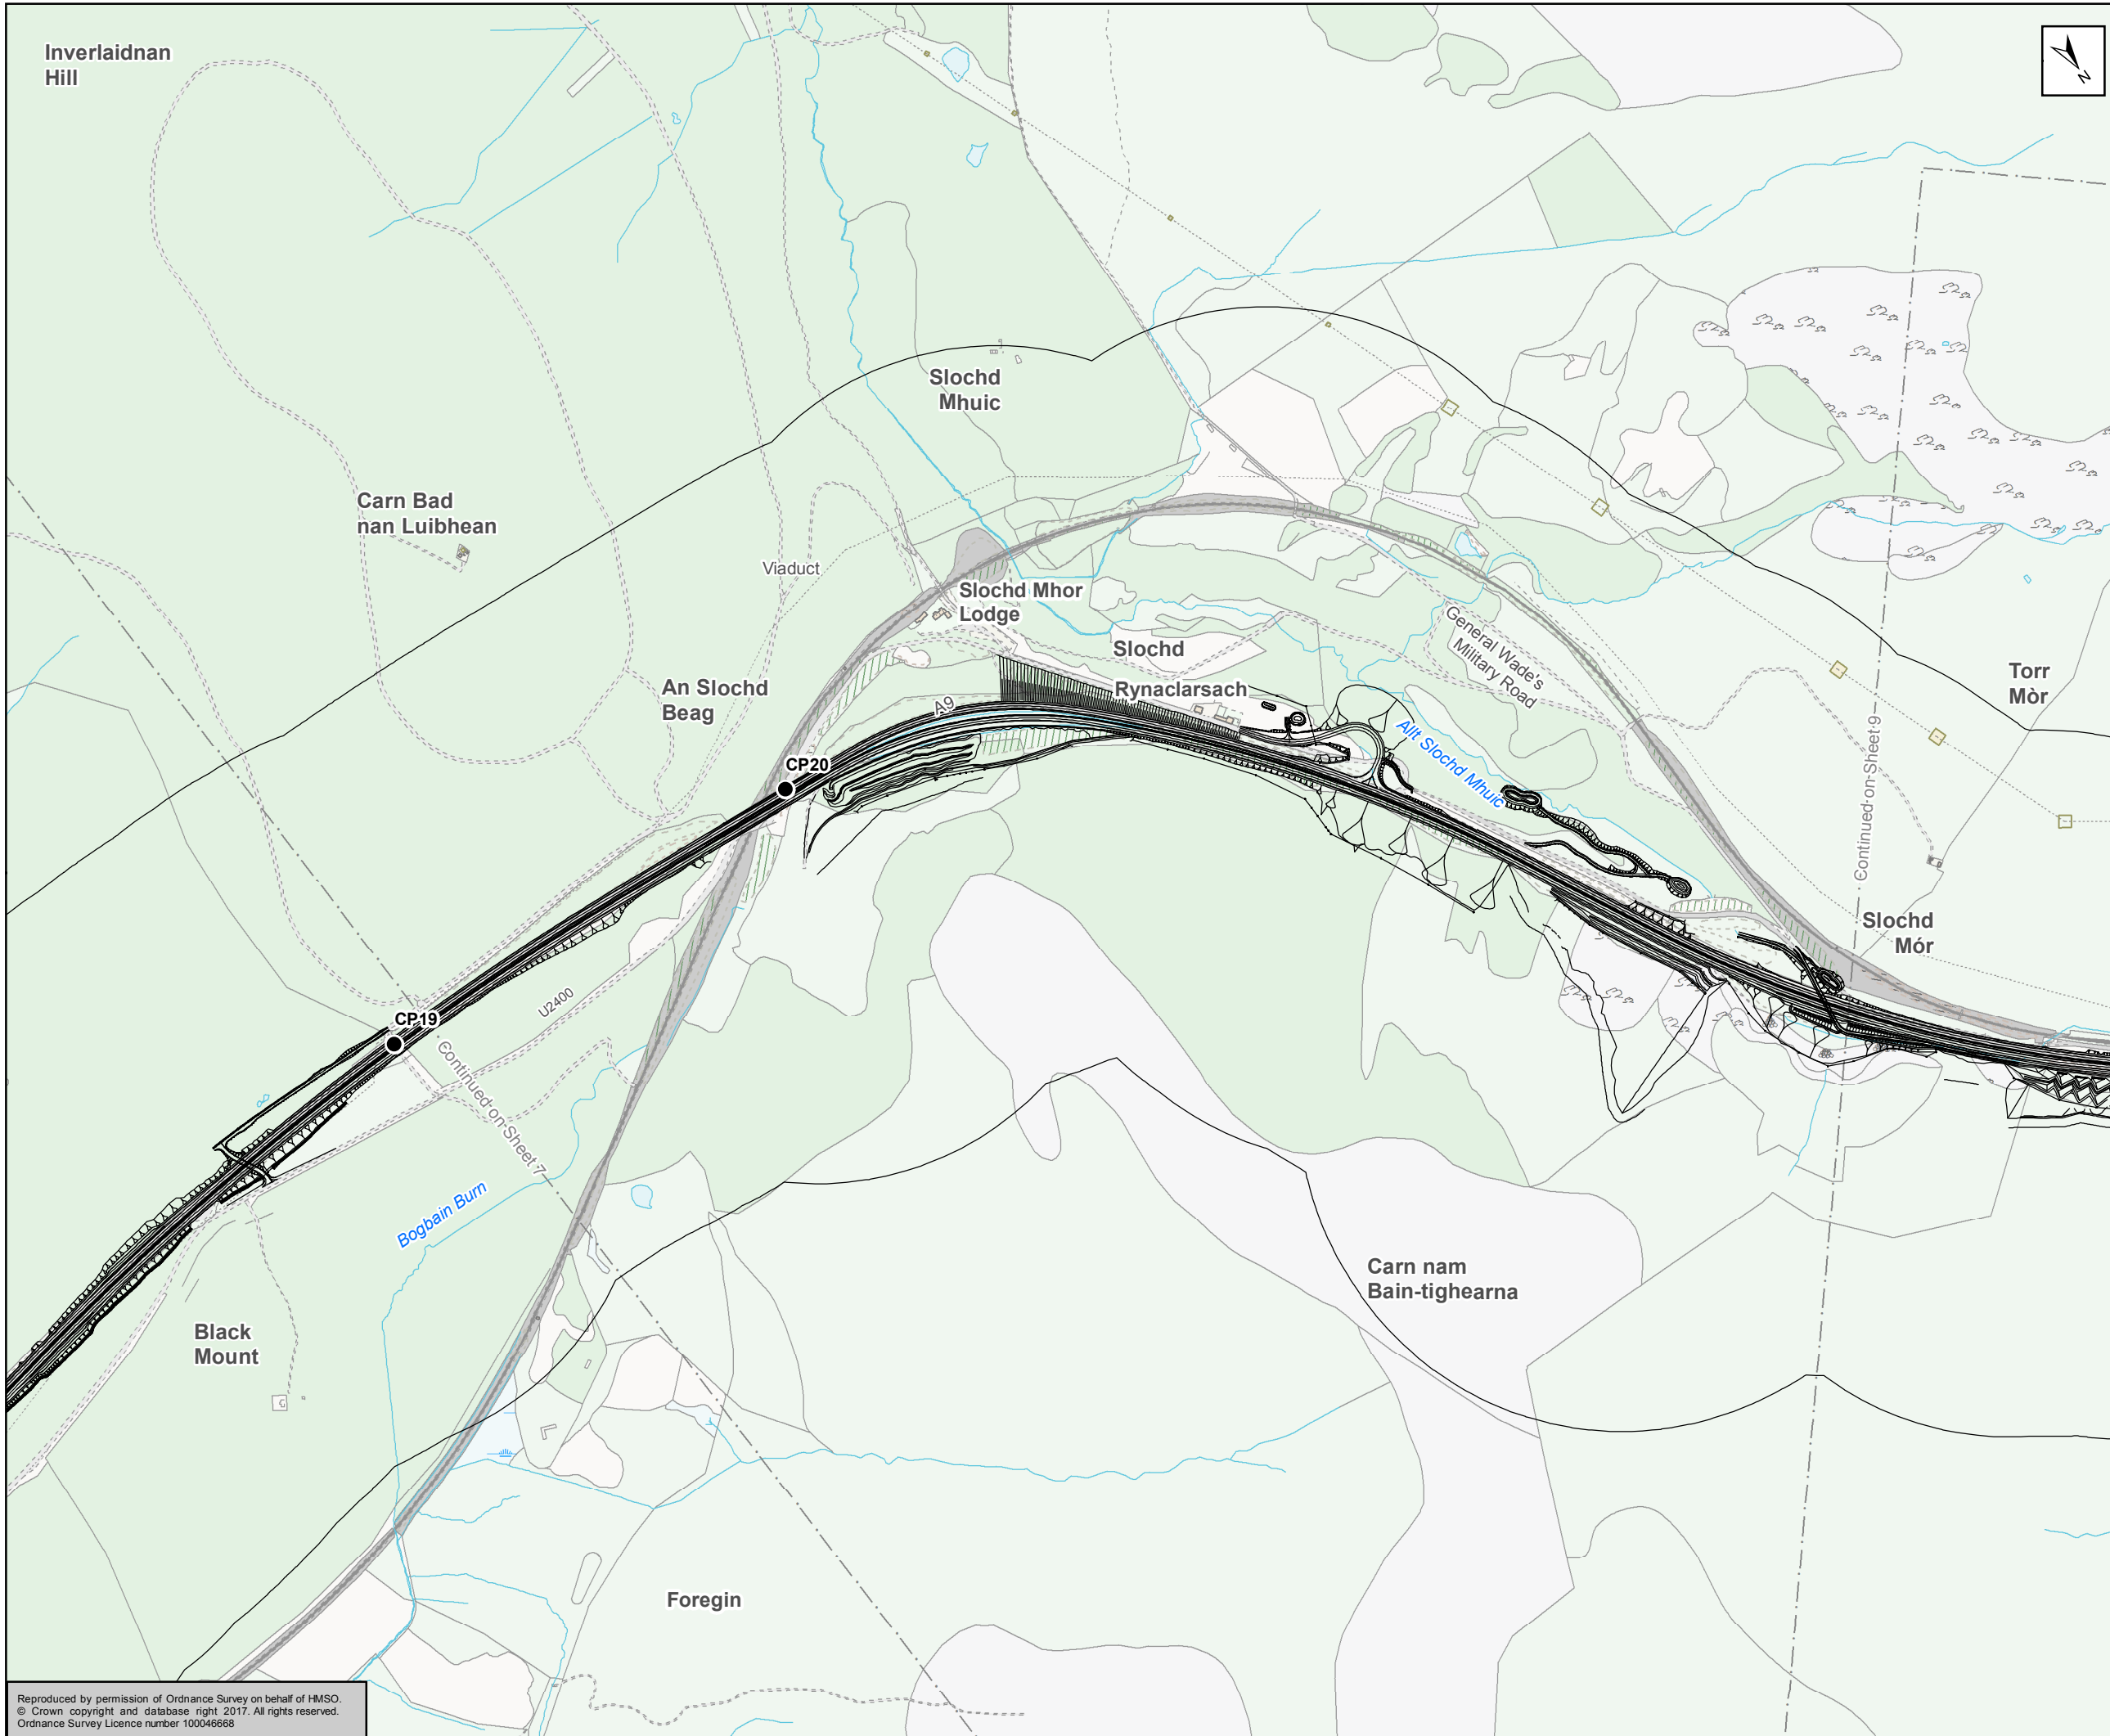 Inverlaidnan
Hill
N
Slochd
Mhuic
Carn Bad
nan Luibhean
Viaduct
Slochd Mhor
Lodge
Slochd
General Wade's
Military Road
An Slochd
Beag
Rynaclarsach
A9
Torr
Mòr
Allt Slochd Mhuic
CP20
Continued on Sheet 9
Slochd
Mór
U2400
CP19
Continued on Sheet 7
Bogbain Burn
Carn nam
Bain-tighearna
Black
Mount
Foregin
Reproduced by permission of Ordnance Survey on behalf of HMSO.
© Crown copyright and database right 2017. All rights reserved.
Ordnance Survey Licence number 100046668